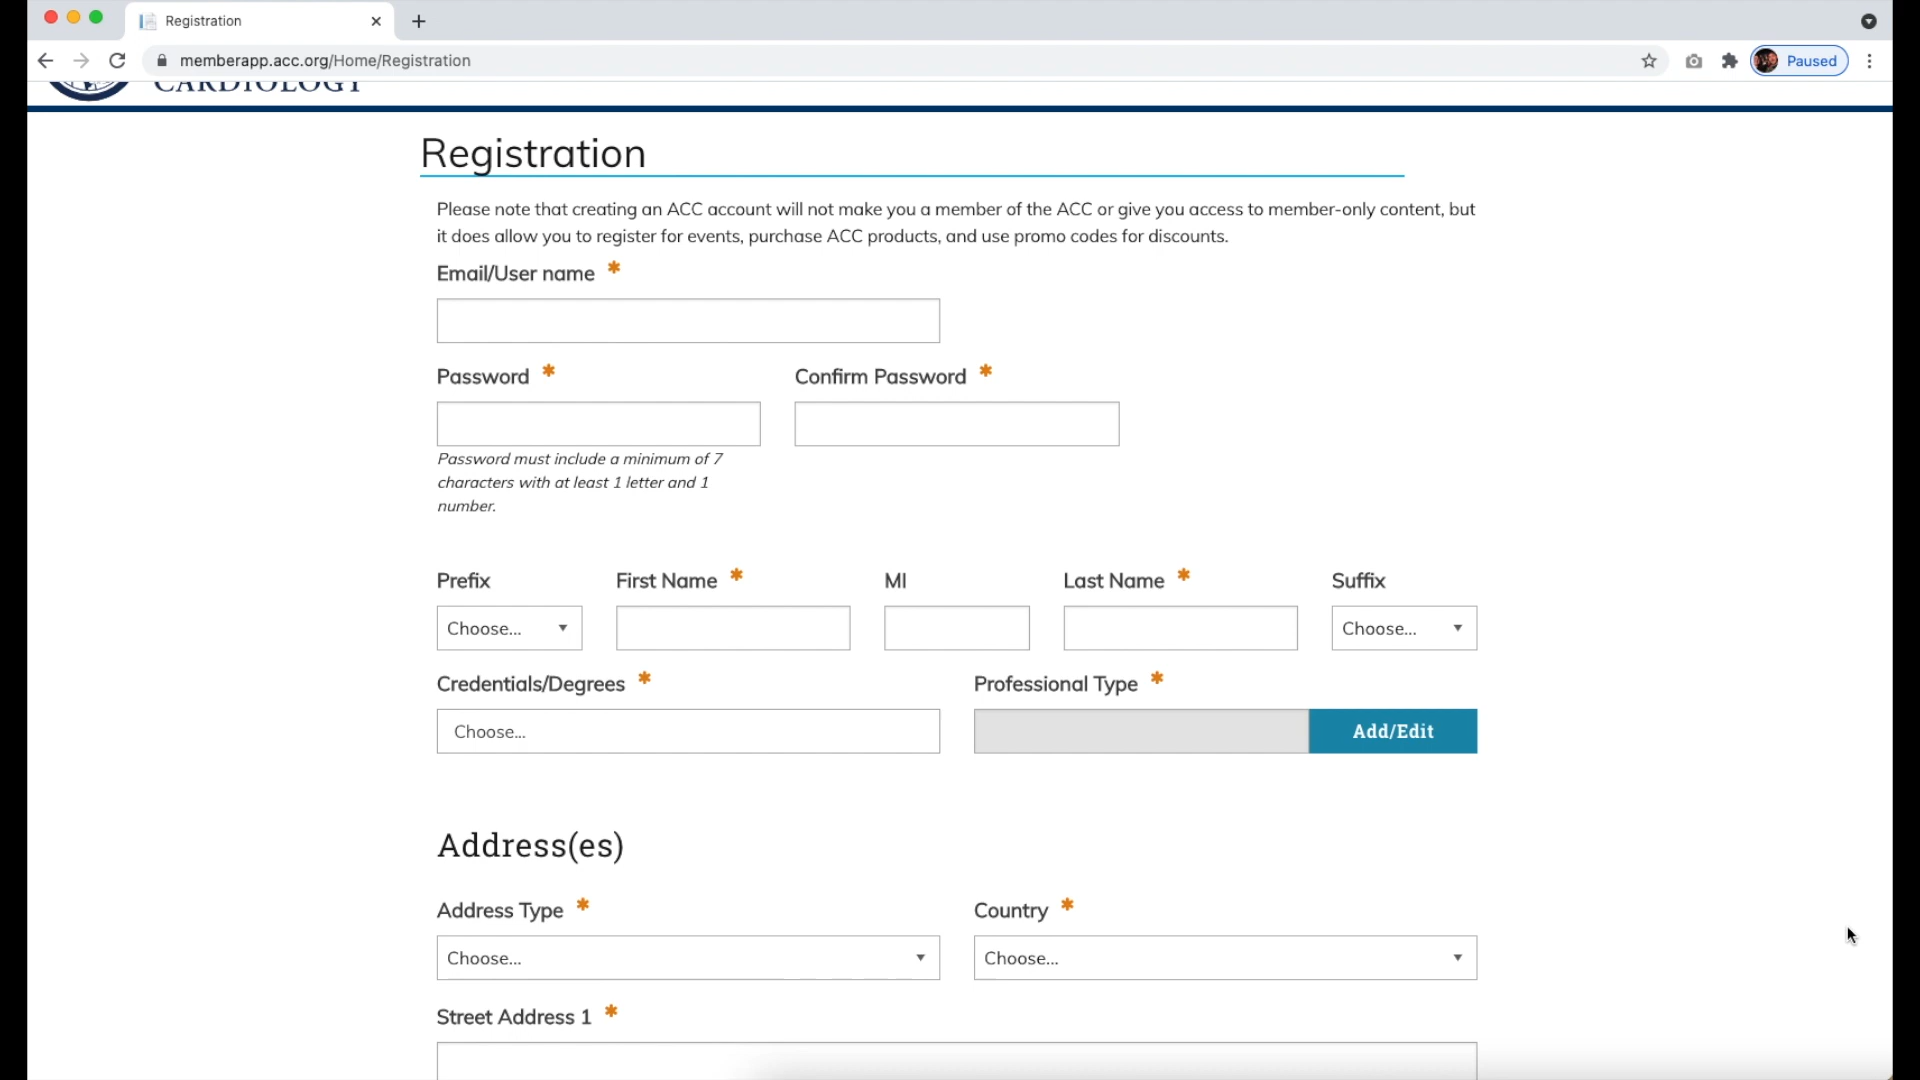 Registration
memberapp.acc.org/Home/Registration
Paused
CARDIOLOGY
Registration
Please note that creating an ACC account will not make you a member of the ACC or give you access to member-only content, but
it does allow you to register for events, purchase ACC products, and use promo codes for discounts.
Email/User name *
Password * Confirm Password *
Password must include a minimum of 7
characters with at least 1 letter and 1
number.
Prefix First Name * MI Last Name * Suffix
Choose... Choose...
Credentials/Degrees * Professional Type *
Choose... Add/Edit
Address(es)
Address Type * Country *
Choose... Choose...
Street Address 1 *